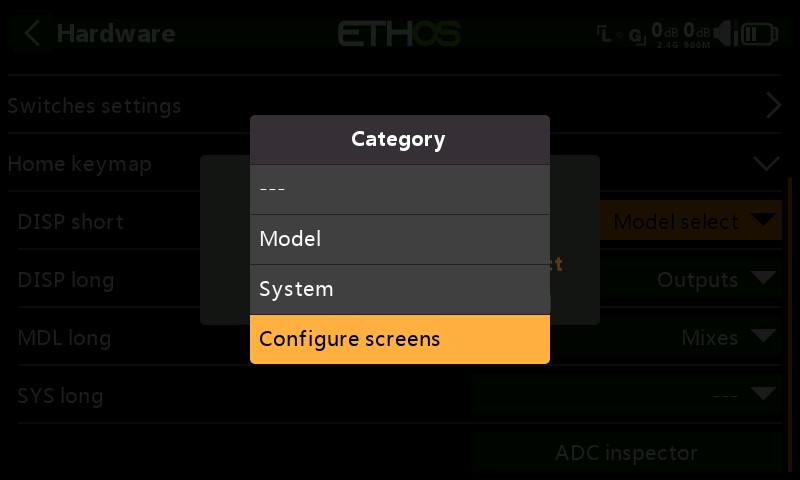 Hardware
ETHOS
L G 0dB 0dB
2.4G 900M
Switches settings
Home keymap
DISP short
Model select
DISP long
Outputs
MDL long
Mixes
SYS long
---
ADC inspector
Category
---
Model
System
Configure screens